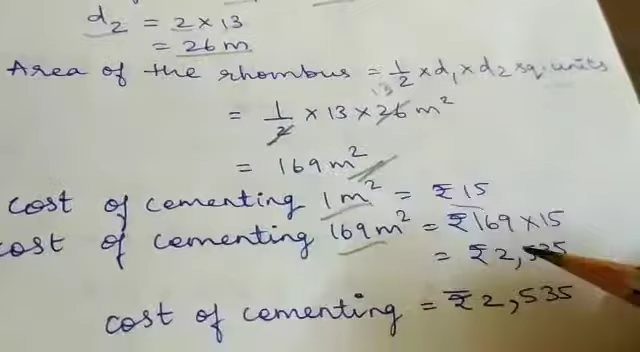 d₂ = 2 × 13
= 26 m
Area of the rhombus = 1/2 × d₁ × d₂ sq. units
13
= 1/2 × 13 × 26 m²
= 169 m²
cost of cementing 1 m² = ₹ 15
cost of cementing 169 m² = ₹ 169 × 15
= ₹ 2,535
cost of cementing = ₹ 2,535